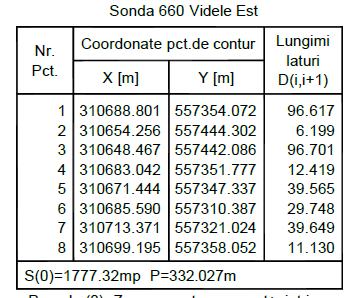 Sonda 660 Videle Est
Nr. Pct. Coordonate pct.de contur Lungimi laturi D(i,i+1)
X [m] Y [m]
1 310688.801 557354.072 96.617
2 310654.256 557444.302 6.199
3 310648.467 557442.086 96.701
4 310683.042 557351.777 12.419
5 310671.444 557347.337 39.565
6 310685.590 557310.387 29.748
7 310713.371 557321.024 39.649
8 310699.195 557358.052 11.130
S(0)=1777.32mp P=332.027m